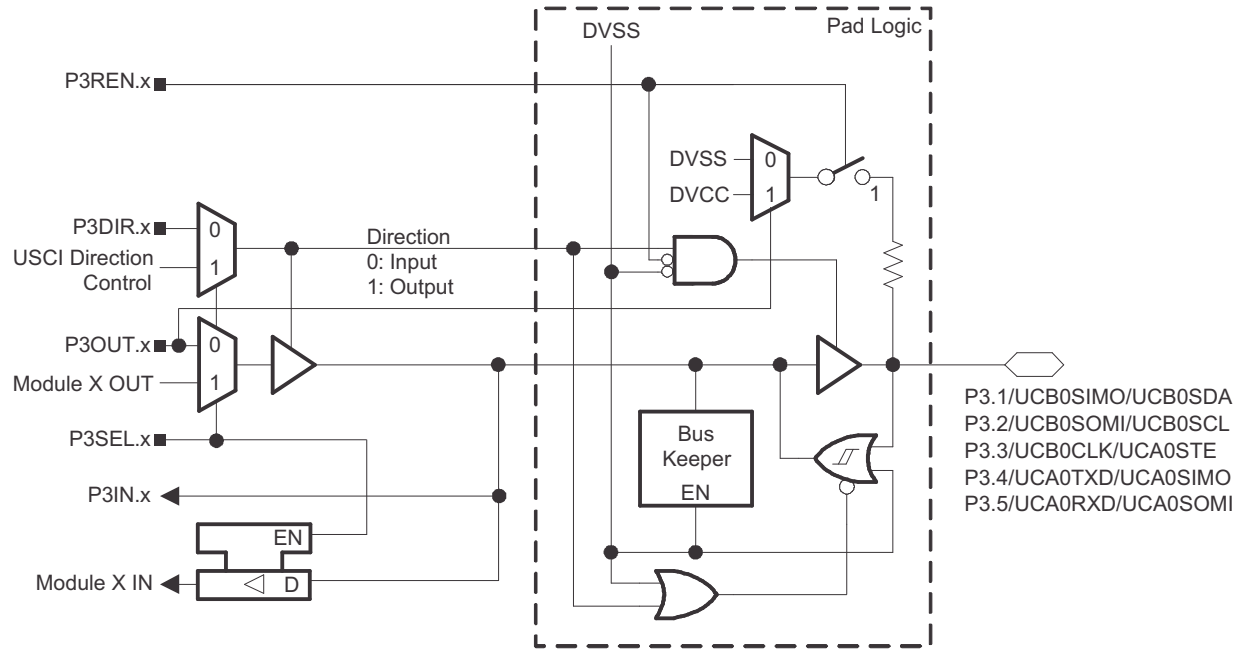 Pad Logic
DVSS
P3REN.x
DVSS
0
DVCC
1
1
P3DIR.x
0
USCI Direction
Control
1
Direction
0: Input
1: Output
P3OUT.x
0
Module X OUT
1
P3SEL.x
P3IN.x
EN
Module X IN
D
Bus
Keeper
EN
P3.1/UCB0SIMO/UCB0SDA
P3.2/UCB0SOMI/UCB0SCL
P3.3/UCB0CLK/UCA0STE
P3.4/UCA0TXD/UCA0SIMO
P3.5/UCA0RXD/UCA0SOMI